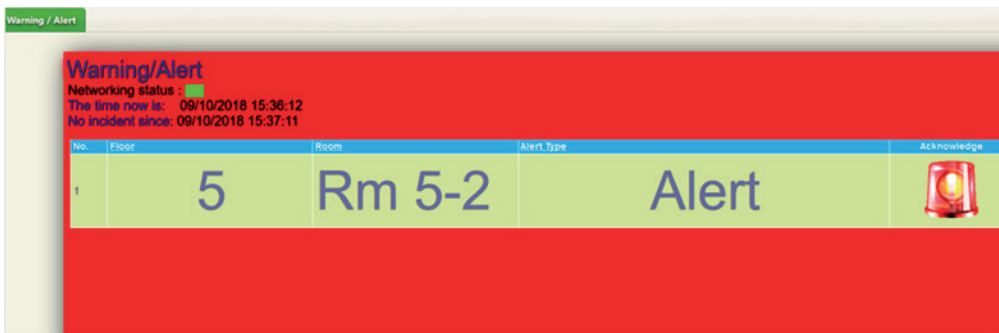 Warning / Alert
Warning/Alert
Networking status :
The time now is: 09/10/2018 15:36:12
No incident since: 09/10/2018 15:37:11
No. Floor Room Alert Type Acknowledge
1 5 Rm 5-2 Alert